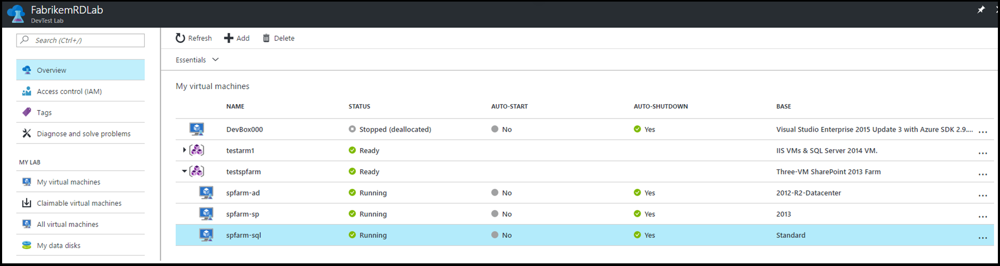 FabrikemRDLab
DevTest Lab
Search (Ctrl+/)
Overview
Access control (IAM)
Tags
Diagnose and solve problems
MY LAB
My virtual machines
Claimable virtual machines
All virtual machines
My data disks
Refresh Add Delete
Essentials
My virtual machines
NAME STATUS AUTO-START AUTO-SHUTDOWN BASE
DevBox000 Stopped (deallocated) No Yes Visual Studio Enterprise 2015 Update 3 with Azure SDK 2.9.... ...
testarm1 Ready IIS VMs & SQL Server 2014 VM. ...
testspfarm Ready Three-VM SharePoint 2013 Farm ...
spfarm-ad Running No Yes 2012-R2-Datacenter ...
spfarm-sp Running No Yes 2013 ...
spfarm-sql Running No Yes Standard ...